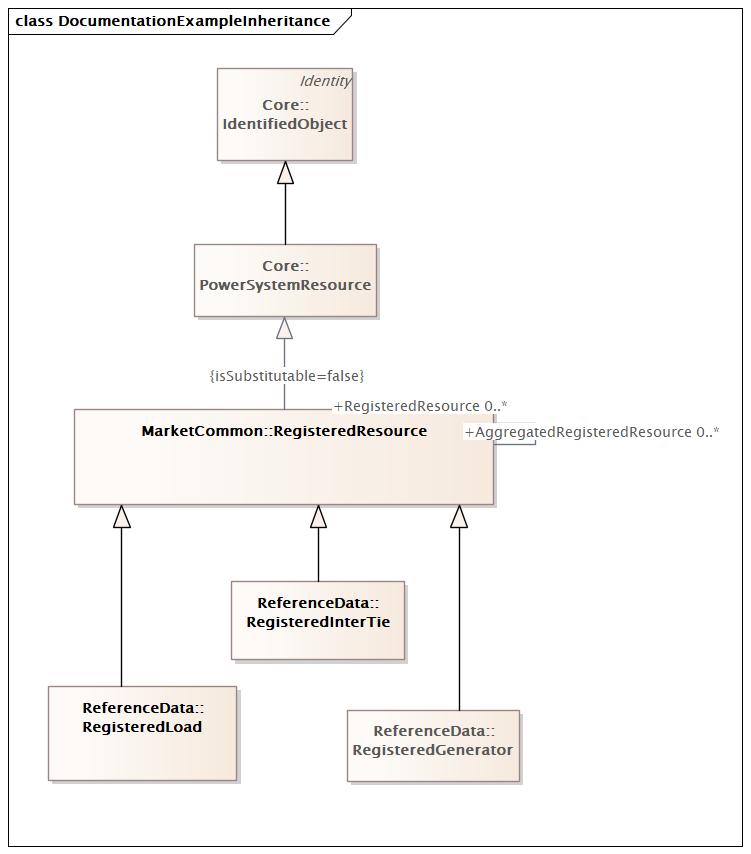 class DocumentationExampleInheritance
Identity
Core::
IdentifiedObject
Core::
PowerSystemResource
{isSubstitutable=false}
+RegisteredResource 0..*
MarketCommon::RegisteredResource
+AggregatedRegisteredResource 0..*
ReferenceData::
RegisteredInterTie
ReferenceData::
RegisteredLoad
ReferenceData::
RegisteredGenerator